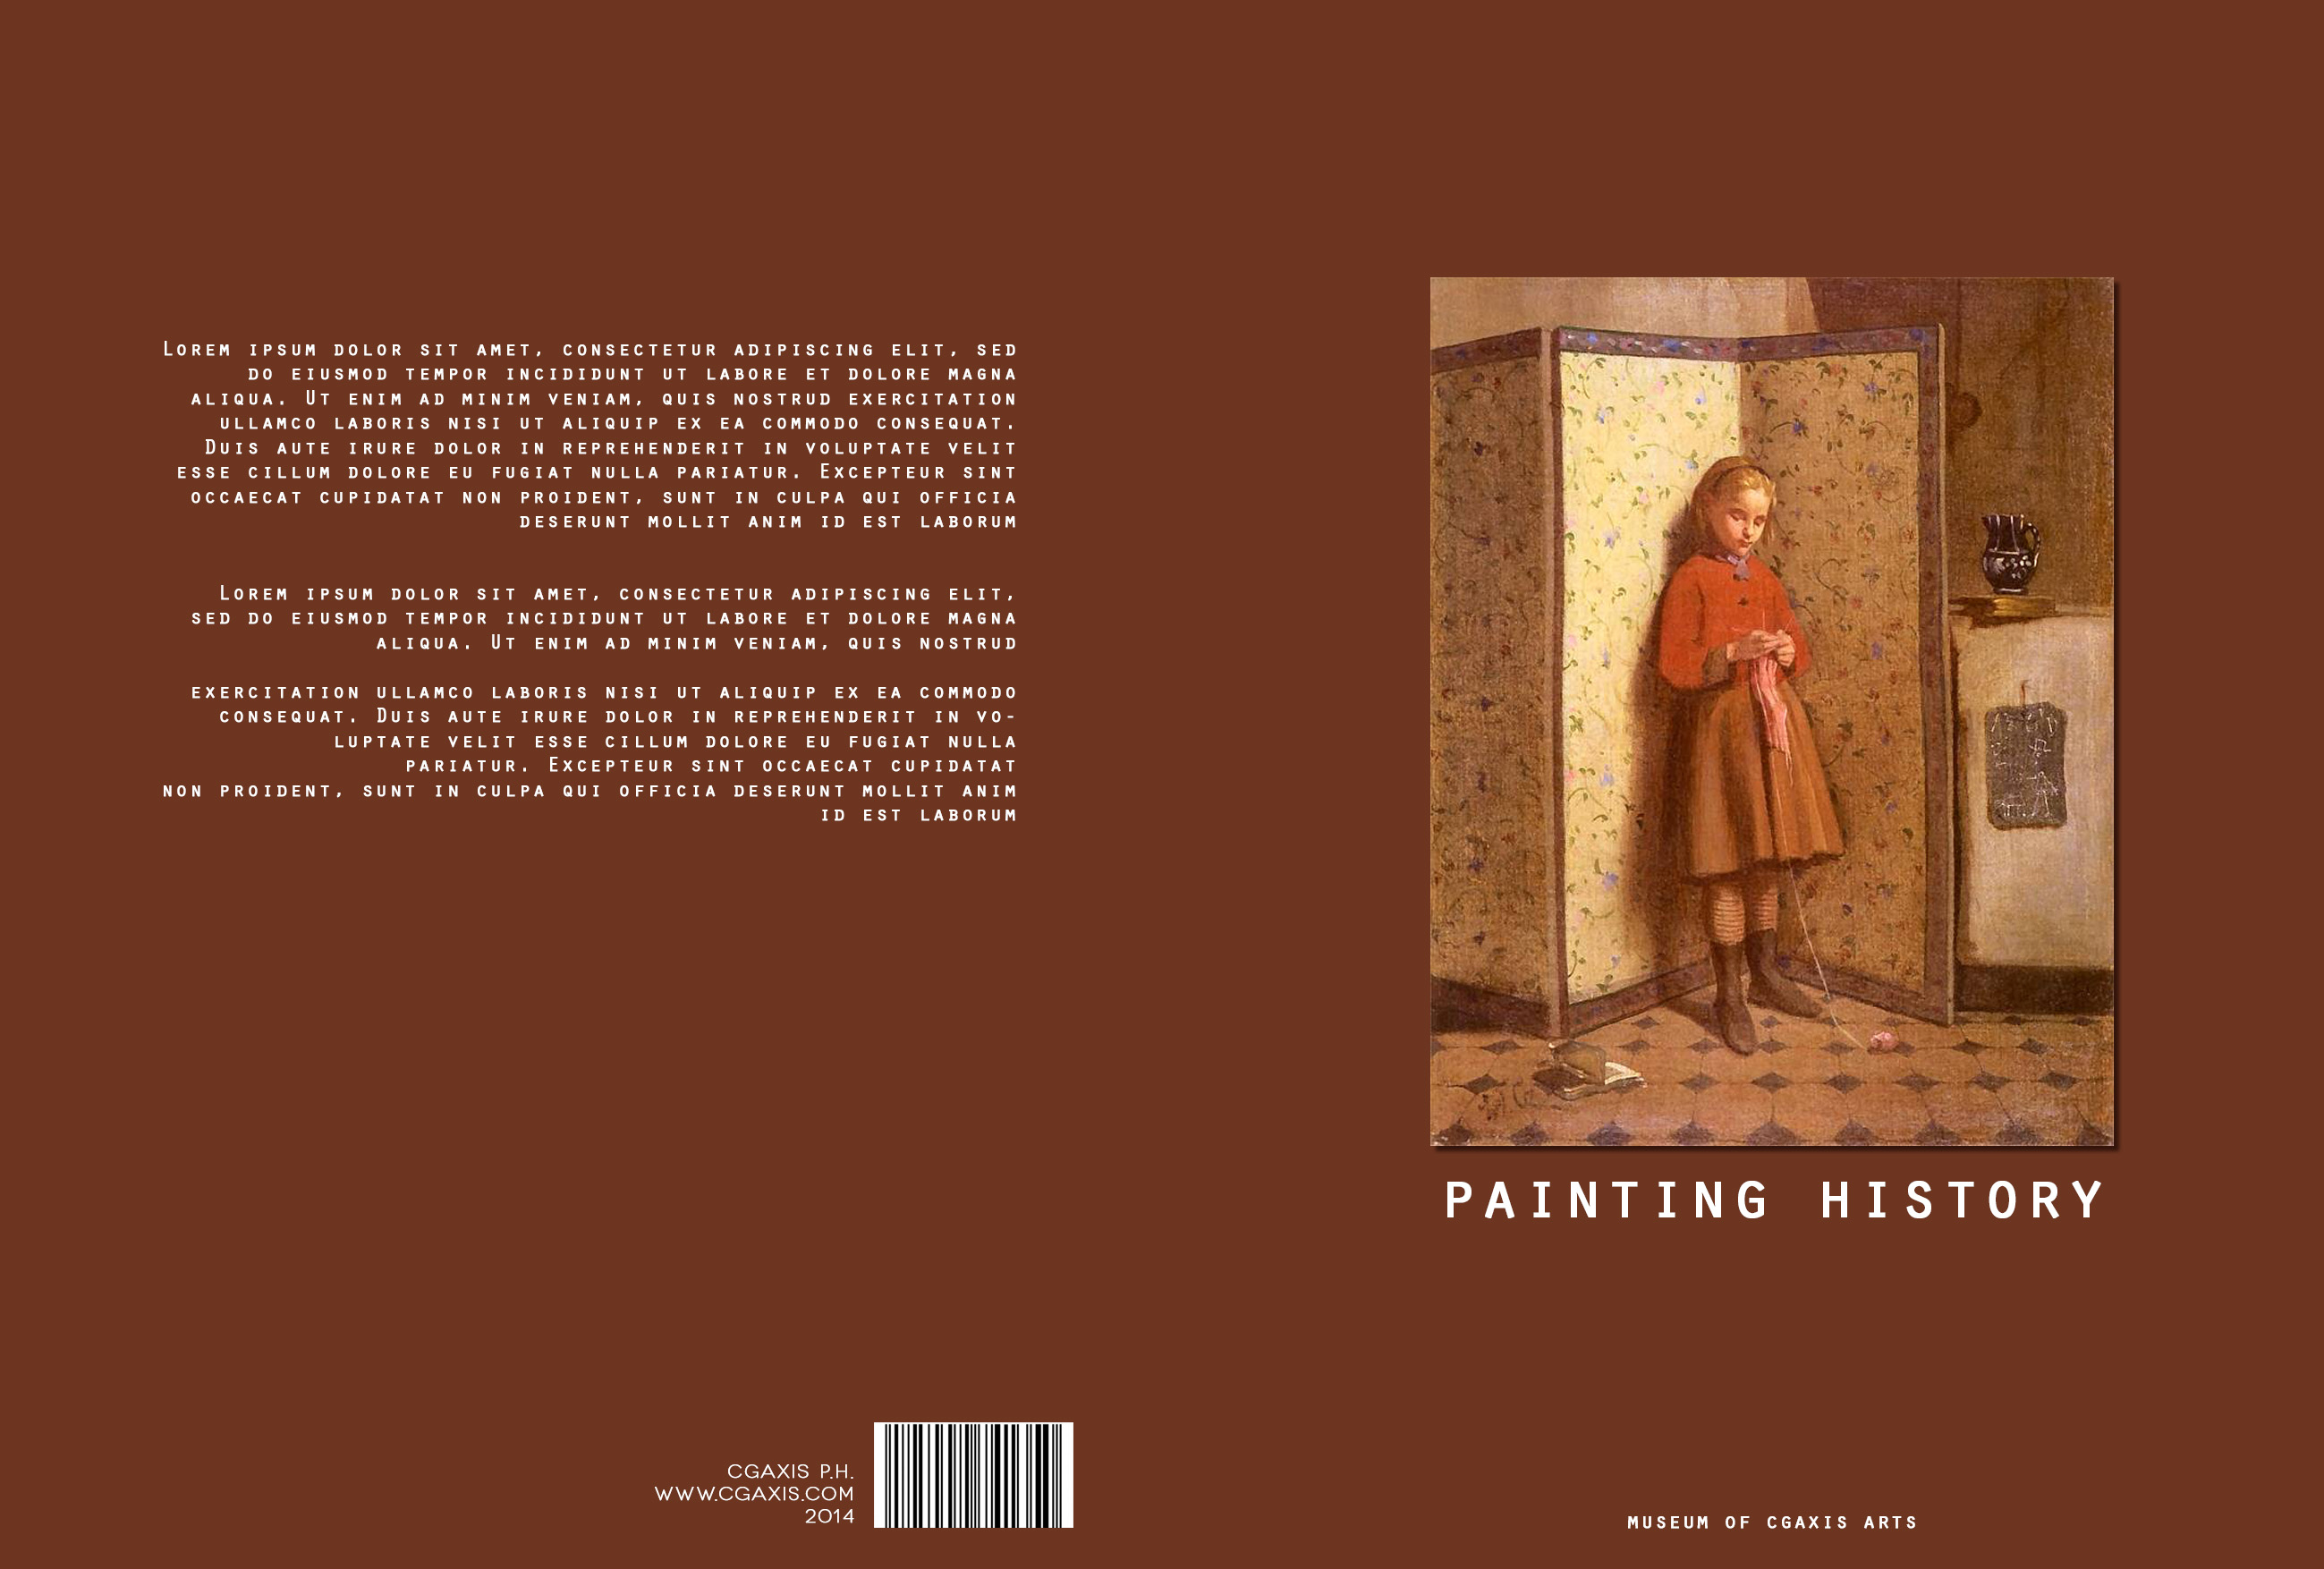 Lorem ipsum dolor sit amet, consectetur adipiscing elit, sed
do eiusmod tempor incididunt ut labore et dolore magna
aliqua. Ut enim ad minim veniam, quis nostrud exercitation
ullamco laboris nisi ut aliquip ex ea commodo consequat.
Duis aute irure dolor in reprehenderit in voluptate velit
esse cillum dolore eu fugiat nulla pariatur. Excepteur sint
occaecat cupidatat non proident, sunt in culpa qui officia
deserunt mollit anim id est laborum
Lorem ipsum dolor sit amet, consectetur adipiscing elit,
sed do eiusmod tempor incididunt ut labore et dolore magna
aliqua. Ut enim ad minim veniam, quis nostrud
exercitation ullamco laboris nisi ut aliquip ex ea commodo
consequat. Duis aute irure dolor in reprehenderit in vo-
luptate velit esse cillum dolore eu fugiat nulla
pariatur. Excepteur sint occaecat cupidatat
non proident, sunt in culpa qui officia deserunt mollit anim
id est laborum
CGAXIS P.H.
WWW.CGAXIS.COM
2014
PAINTING HISTORY
MUSEUM OF CGAXIS ARTS